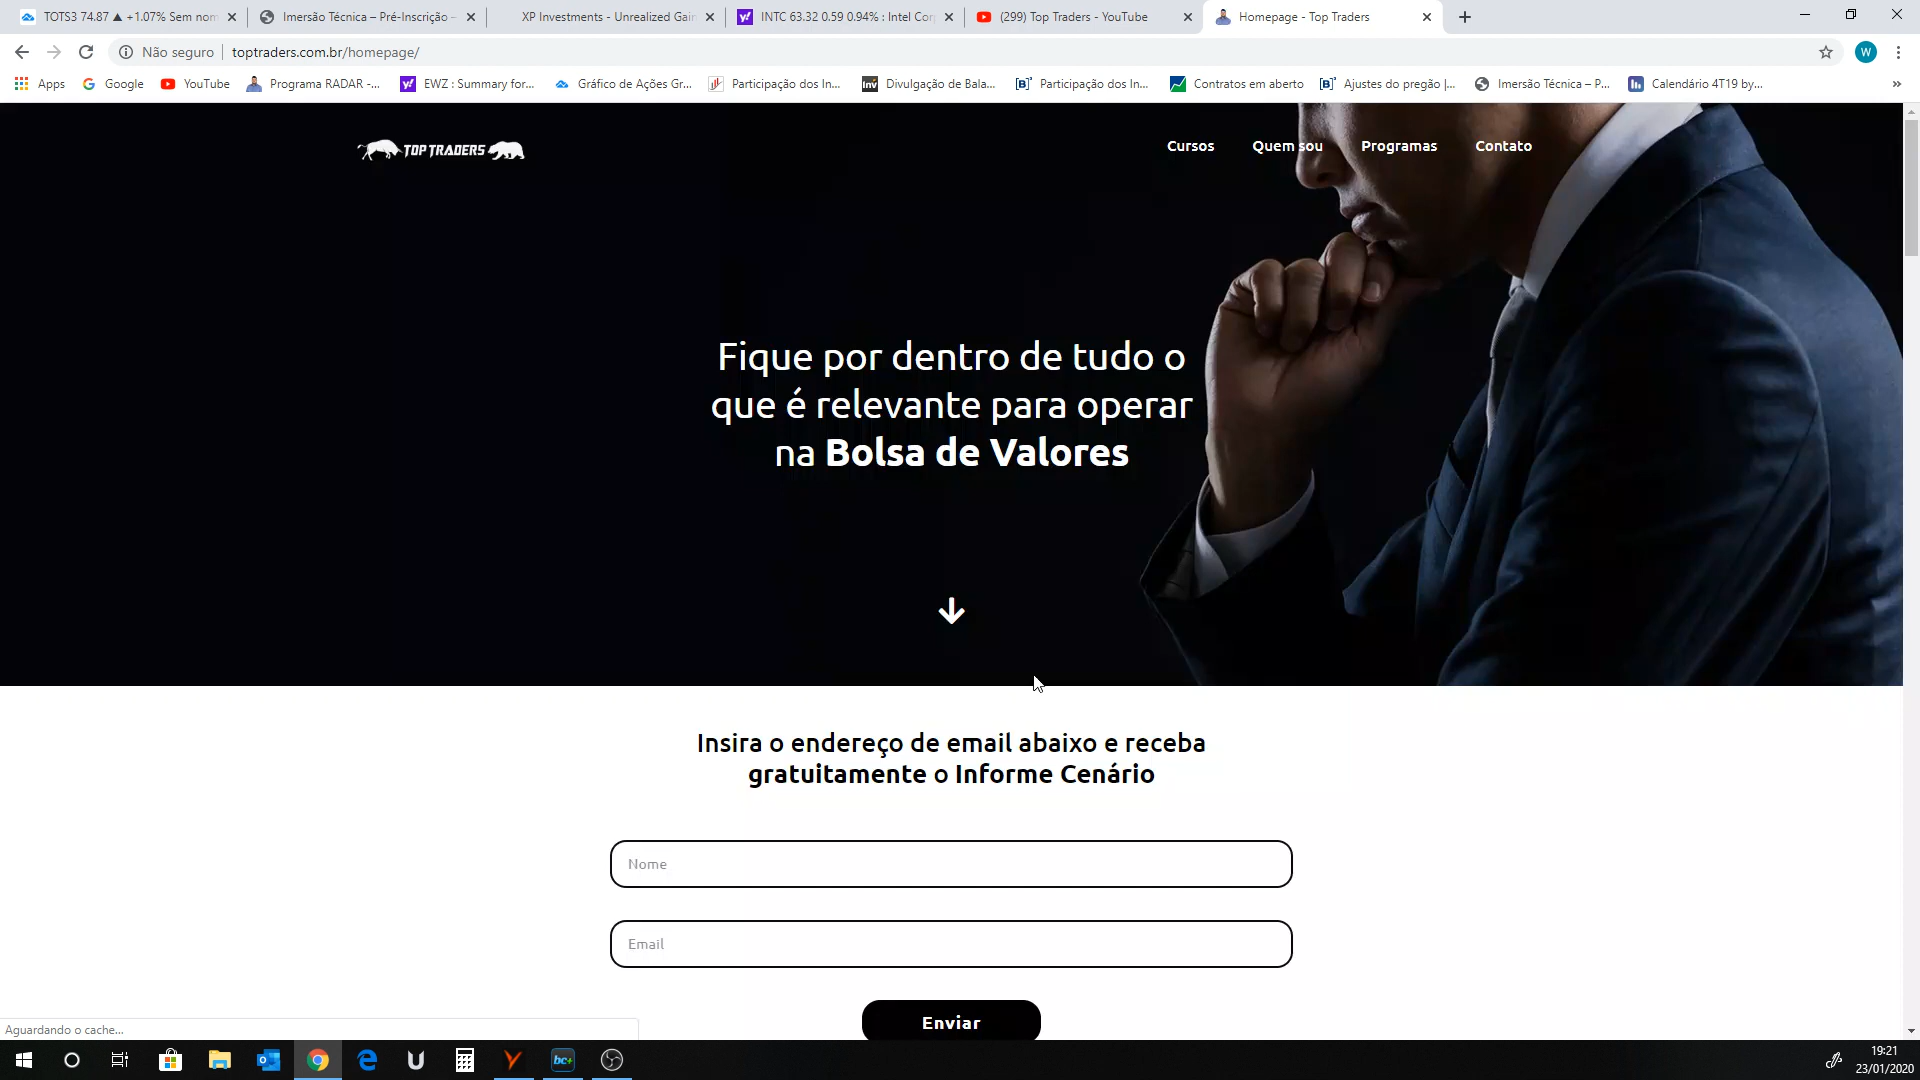 TOTS3 74.87 ▲ +1.07% Sem nom
Imersão Técnica – Pré-Inscrição –
XP Investments - Unrealized Gain
INTC 63.32 0.59 0.94% : Intel Cor
(299) Top Traders - YouTube
Homepage - Top Traders
Não seguro
toptraders.com.br/homepage/
W
Apps
Google
YouTube
Programa RADAR -...
EWZ : Summary for...
Gráfico de Ações Gr...
Participação dos In...
Divulgação de Bala...
Participação dos In...
Contratos em aberto
Ajustes do pregão |...
Imersão Técnica – P...
Calendário 4T19 by...
»
TOP TRADERS
Cursos
Quem sou
Programas
Contato
Fique por dentro de tudo o
que é relevante para operar
na Bolsa de Valores
Insira o endereço de email abaixo e receba
gratuitamente o Informe Cenário
Nome
Email
Enviar
Aguardando o cache...
bc+
19:21
23/01/2020